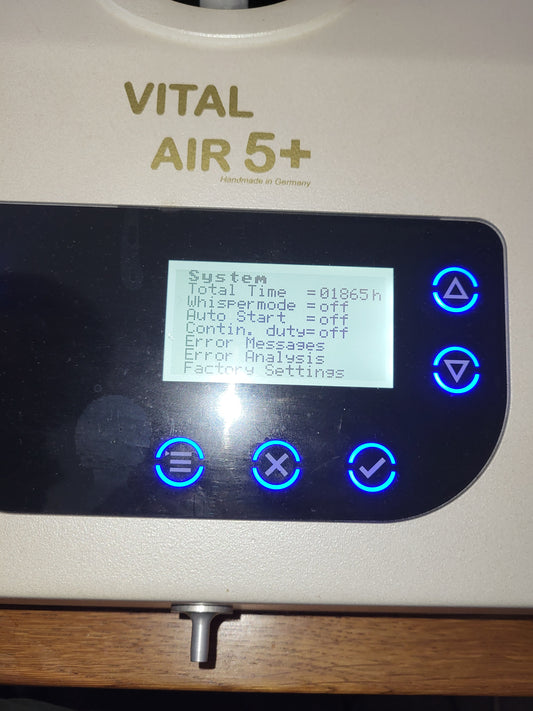 VITAL
AIR 5+
Handmade in Germany
System
Total Time =01865h
Whispermode =off
Auto Start =off
Contin. duty=off
Error Messages
Error Analysis
Factory Settings